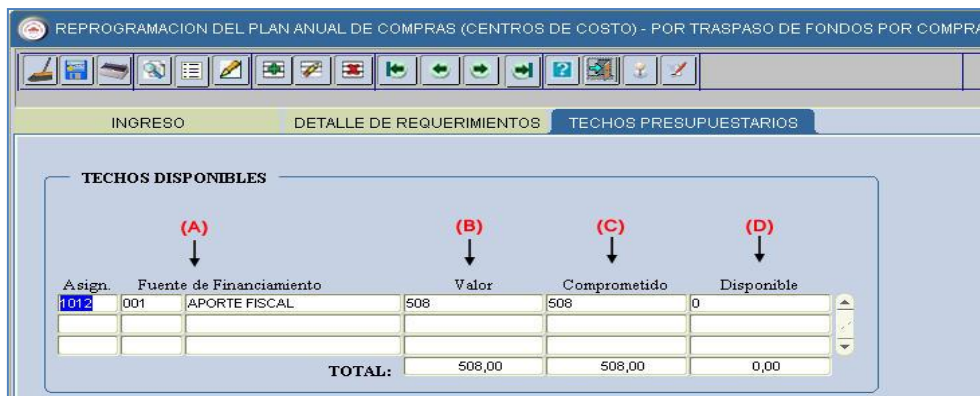 REPROGRAMACION DEL PLAN ANUAL DE COMPRAS (CENTROS DE COSTO) - POR TRASPASO DE FONDOS POR COMPRA
INGRESO DETALLE DE REQUERIMIENTOS TECHOS PRESUPUESTARIOS
TECHOS DISPONIBLES
(A) (B) (C) (D)
Asign. Fuente de Financiamiento Valor Comprometido Disponible
1012 001 APORTE FISCAL 508 508 0
TOTAL: 508,00 508,00 0,00